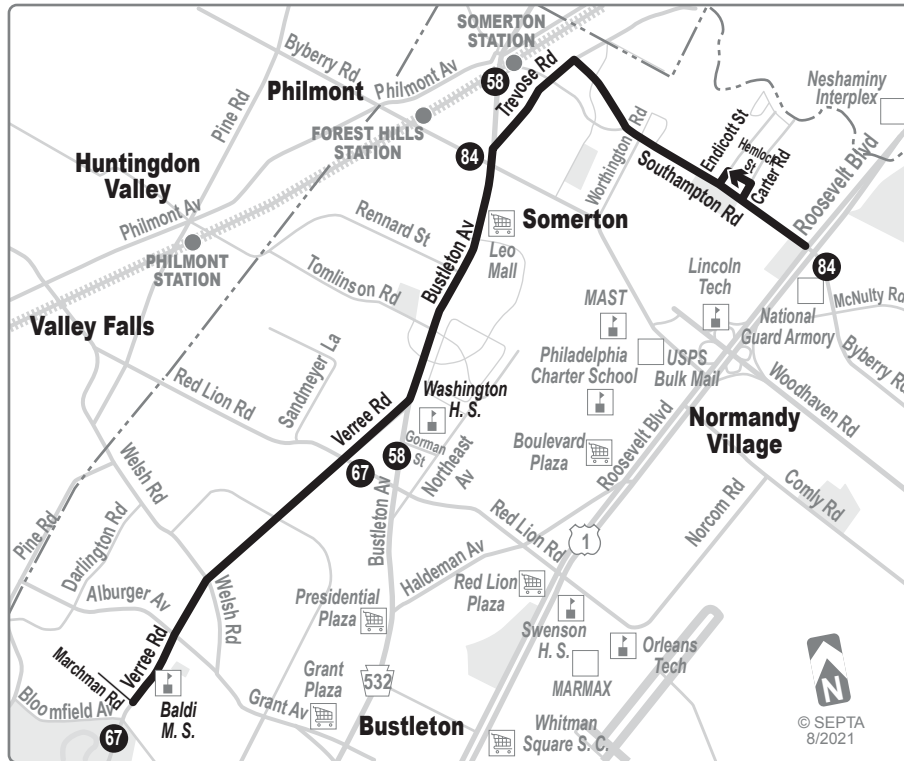 SOMERTON
STATION
Byberry Rd
Philmont Av
58
Trevose Rd
Neshaminy
Interplex
Philmont
Pine Rd
FOREST HILLS
STATION
84
Worthington Rd
Endicott St
Hemlock
St
Carter Rd
Roosevelt Blvd
Huntingdon
Valley
Southampton Rd
Philmont Av
Rennard St
Somerton
Bustleton Av
Leo
Mall
PHILMONT
STATION
Tomlinson Rd
Lincoln
Tech
84
MAST
McNulty Rd
National
Guard Armory
Valley Falls
Sandmeyer La
Philadelphia
Charter School
USPS
Bulk Mail
Byberry Rd
Red Lion Rd
Verree Rd
Washington
H. S.
Woodhaven Rd
Normandy
Village
Gorman
St
58
67
Northeast
Av
Boulevard
Plaza
Roosevelt Blvd
Welsh Rd
Bustleton Av
Comly Rd
Norcom Rd
Red Lion Rd
Pine Rd
Darlington Rd
1
Haldeman Av
Alburger Av
Welsh Rd
Presidential
Plaza
Red Lion
Plaza
Swenson
H. S.
Orleans
Tech
Verree Rd
Marchman Rd
MARMAX
N
Grant
Plaza
532
Bloomfield Av
Baldi
M. S.
Grant Av
Bustleton
Whitman
Square S. C.
67
© SEPTA
8/2021